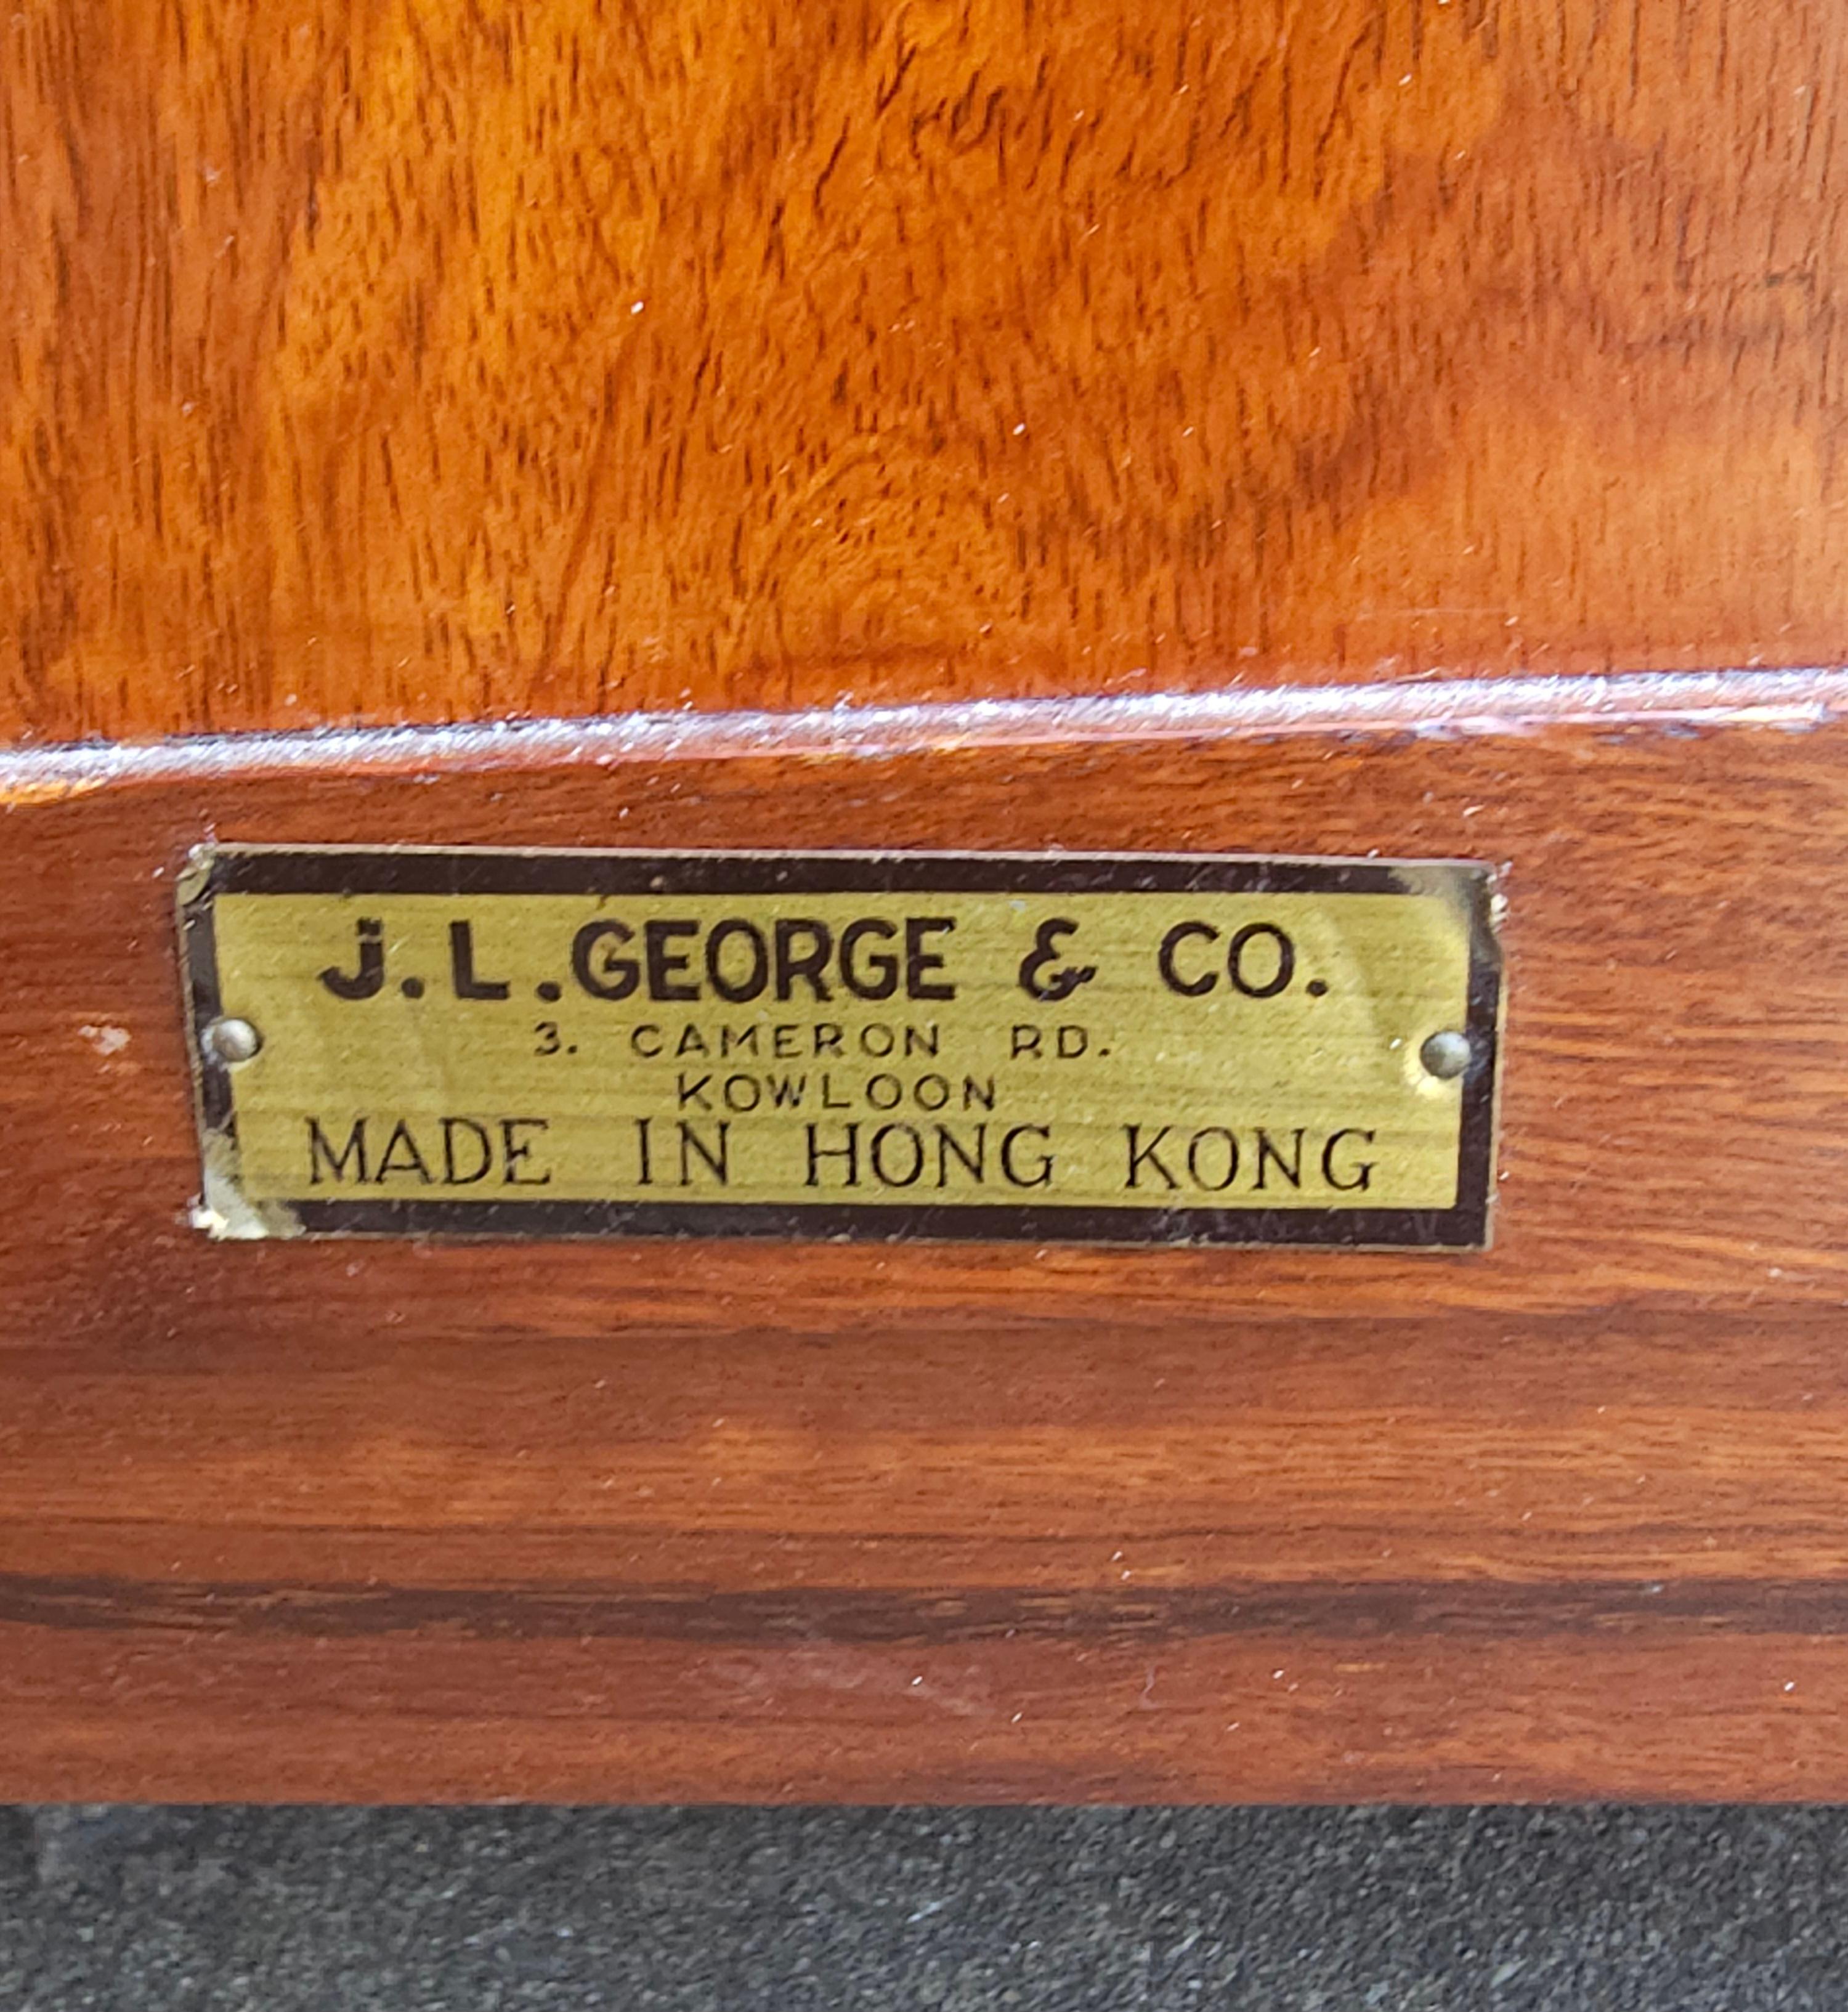 J. L. GEORGE & CO.
3. CAMERON RD.
KOWLOON
MADE IN HONG KONG